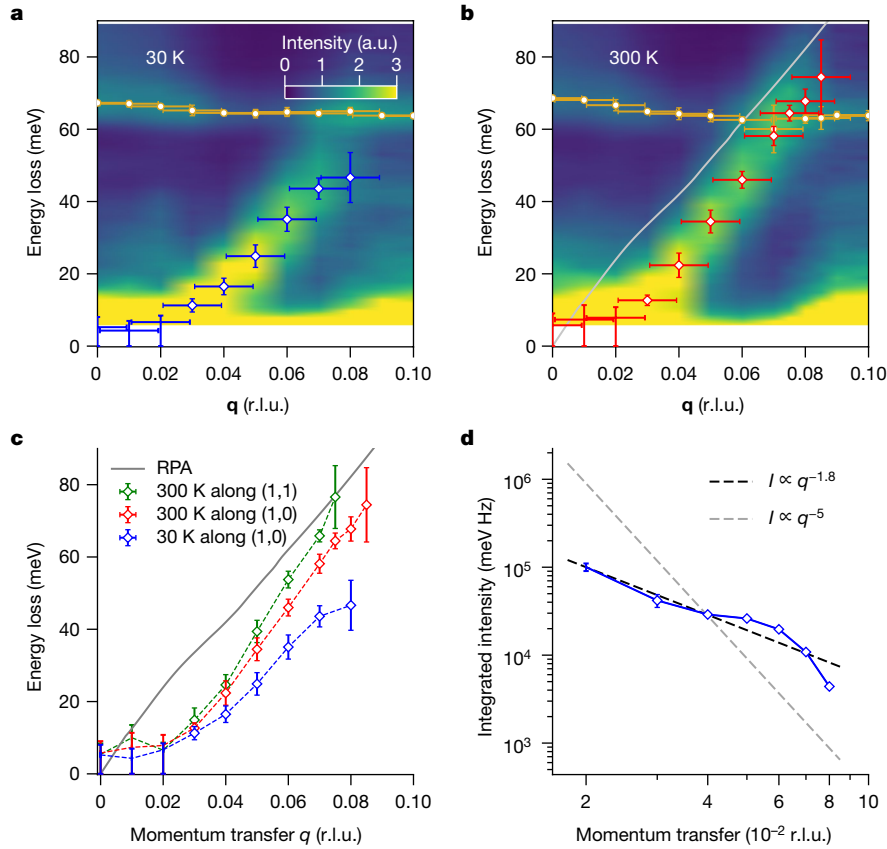 a
30 K
Intensity (a.u.)
0 1 2 3
80
60
40
20
0
Energy loss (meV)
0 0.02 0.04 0.06 0.08 0.10
q (r.l.u.)
b
300 K
80
60
40
20
0
Energy loss (meV)
0 0.02 0.04 0.06 0.08 0.10
q (r.l.u.)
c
RPA
300 K along (1,1)
300 K along (1,0)
30 K along (1,0)
80
60
40
20
0
Energy loss (meV)
0 0.02 0.04 0.06 0.08 0.10
Momentum transfer q (r.l.u.)
d
I ∝ q⁻¹·⁸
I ∝ q⁻⁵
10⁶
10⁵
10⁴
10³
Integrated intensity (meV Hz)
2 4 6 8
Momentum transfer (10⁻² r.l.u.)